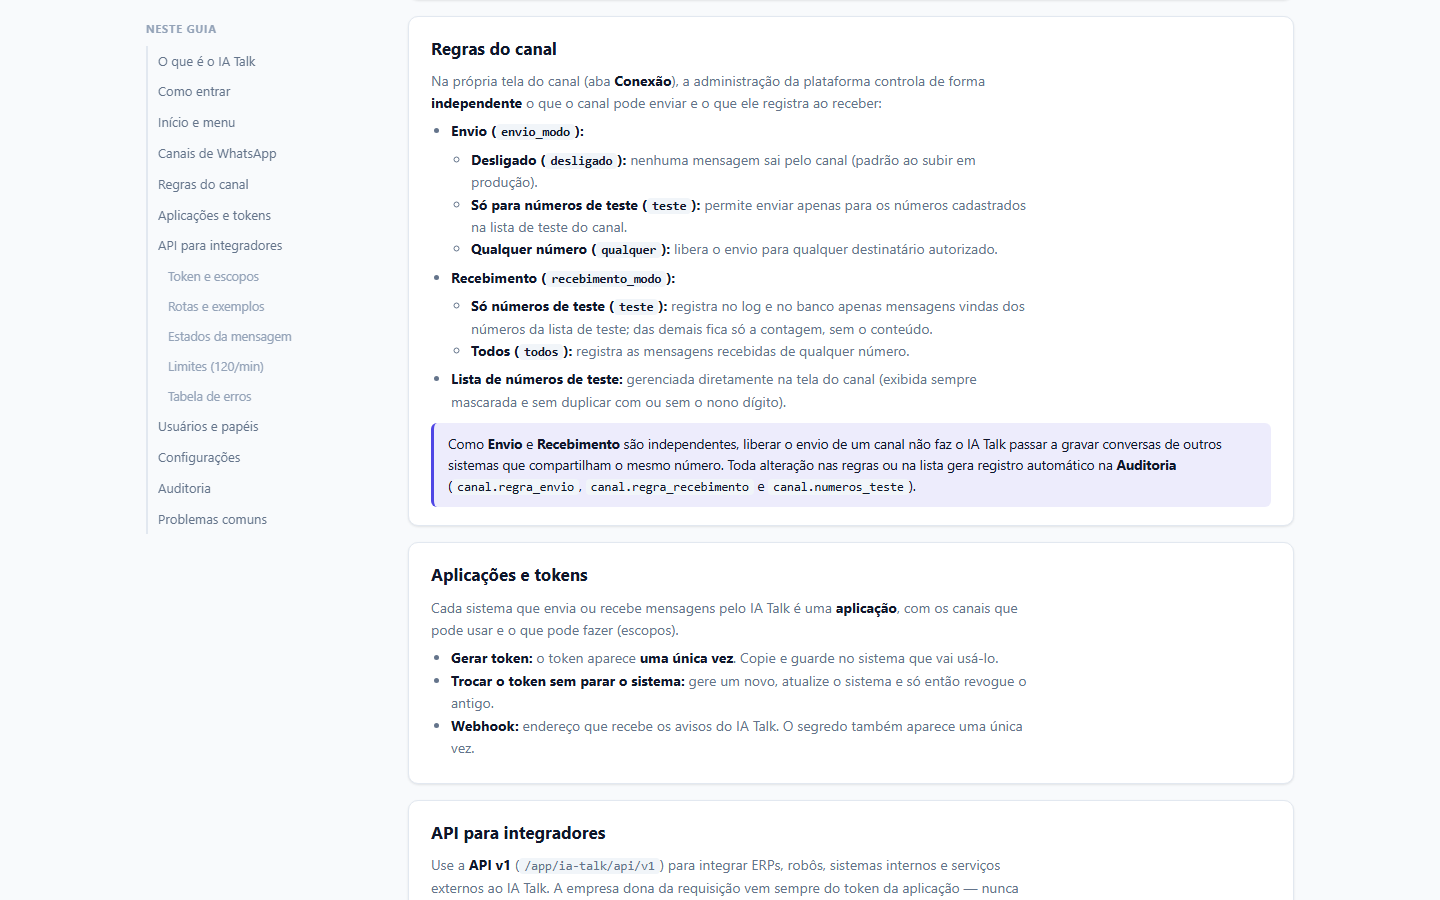 NESTE GUIA
O que é o IA Talk
Como entrar
Início e menu
Canais de WhatsApp
Regras do canal
Aplicações e tokens
API para integradores
Token e escopos
Rotas e exemplos
Estados da mensagem
Limites (120/min)
Tabela de erros
Usuários e papéis
Configurações
Auditoria
Problemas comuns
Regras do canal
Na própria tela do canal (aba Conexão), a administração da plataforma controla de forma
independente o que o canal pode enviar e o que ele registra ao receber:
• Envio ( envio_modo ):
◦ Desligado ( desligado ): nenhuma mensagem sai pelo canal (padrão ao subir em
produção).
◦ Só para números de teste ( teste ): permite enviar apenas para os números cadastrados
na lista de teste do canal.
◦ Qualquer número ( qualquer ): libera o envio para qualquer destinatário autorizado.
• Recebimento ( recebimento_modo ):
◦ Só números de teste ( teste ): registra no log e no banco apenas mensagens vindas dos
números da lista de teste; das demais fica só a contagem, sem o conteúdo.
◦ Todos ( todos ): registra as mensagens recebidas de qualquer número.
• Lista de números de teste: gerenciada diretamente na tela do canal (exibida sempre
mascarada e sem duplicar com ou sem o nono dígito).
Como Envio e Recebimento são independentes, liberar o envio de um canal não faz o IA Talk passar a gravar conversas de outros
sistemas que compartilham o mesmo número. Toda alteração nas regras ou na lista gera registro automático na Auditoria
( canal.regra_envio , canal.regra_recebimento e canal.numeros_teste ).
Aplicações e tokens
Cada sistema que envia ou recebe mensagens pelo IA Talk é uma aplicação, com os canais que
pode usar e o que pode fazer (escopos).
• Gerar token: o token aparece uma única vez. Copie e guarde no sistema que vai usá-lo.
• Trocar o token sem parar o sistema: gere um novo, atualize o sistema e só então revogue o
antigo.
• Webhook: endereço que recebe os avisos do IA Talk. O segredo também aparece uma única
vez.
API para integradores
Use a API v1 ( /app/ia-talk/api/v1 ) para integrar ERPs, robôs, sistemas internos e serviços
externos ao IA Talk. A empresa dona da requisição vem sempre do token da aplicação — nunca